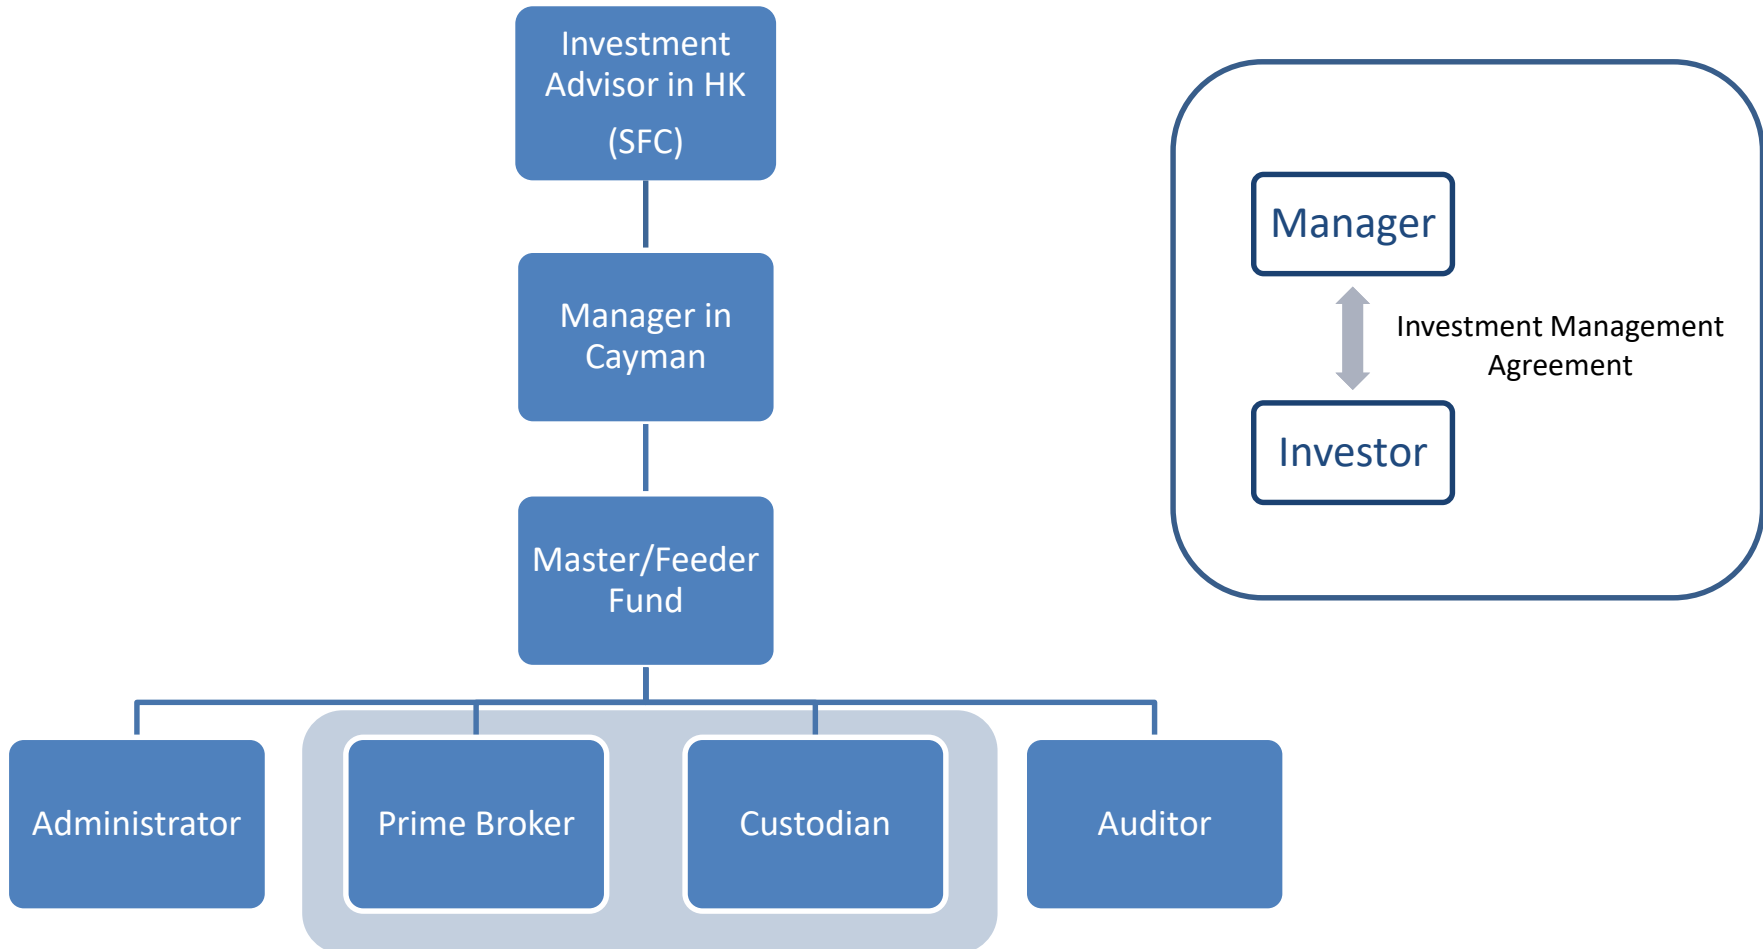 Investment
Advisor in HK
(SFC)
Manager in
Cayman
Master/Feeder
Fund
Administrator
Prime Broker
Custodian
Auditor
Manager
Investment Management
Agreement
Investor